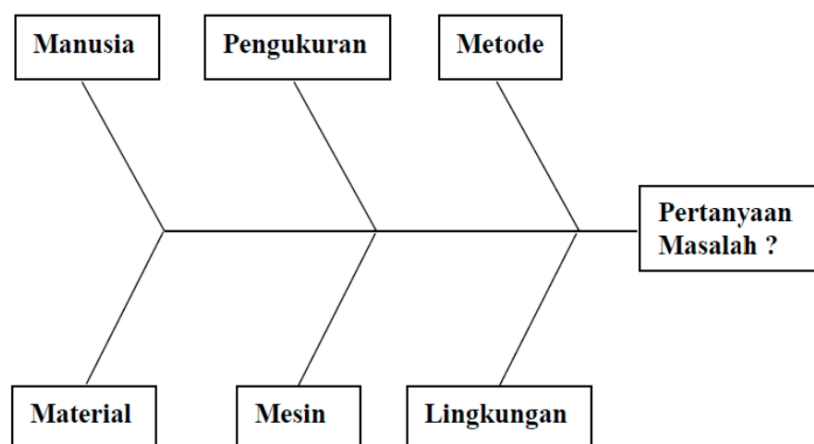 Manusia
Pengukuran
Metode
Pertanyaan
Masalah ?
Material
Mesin
Lingkungan